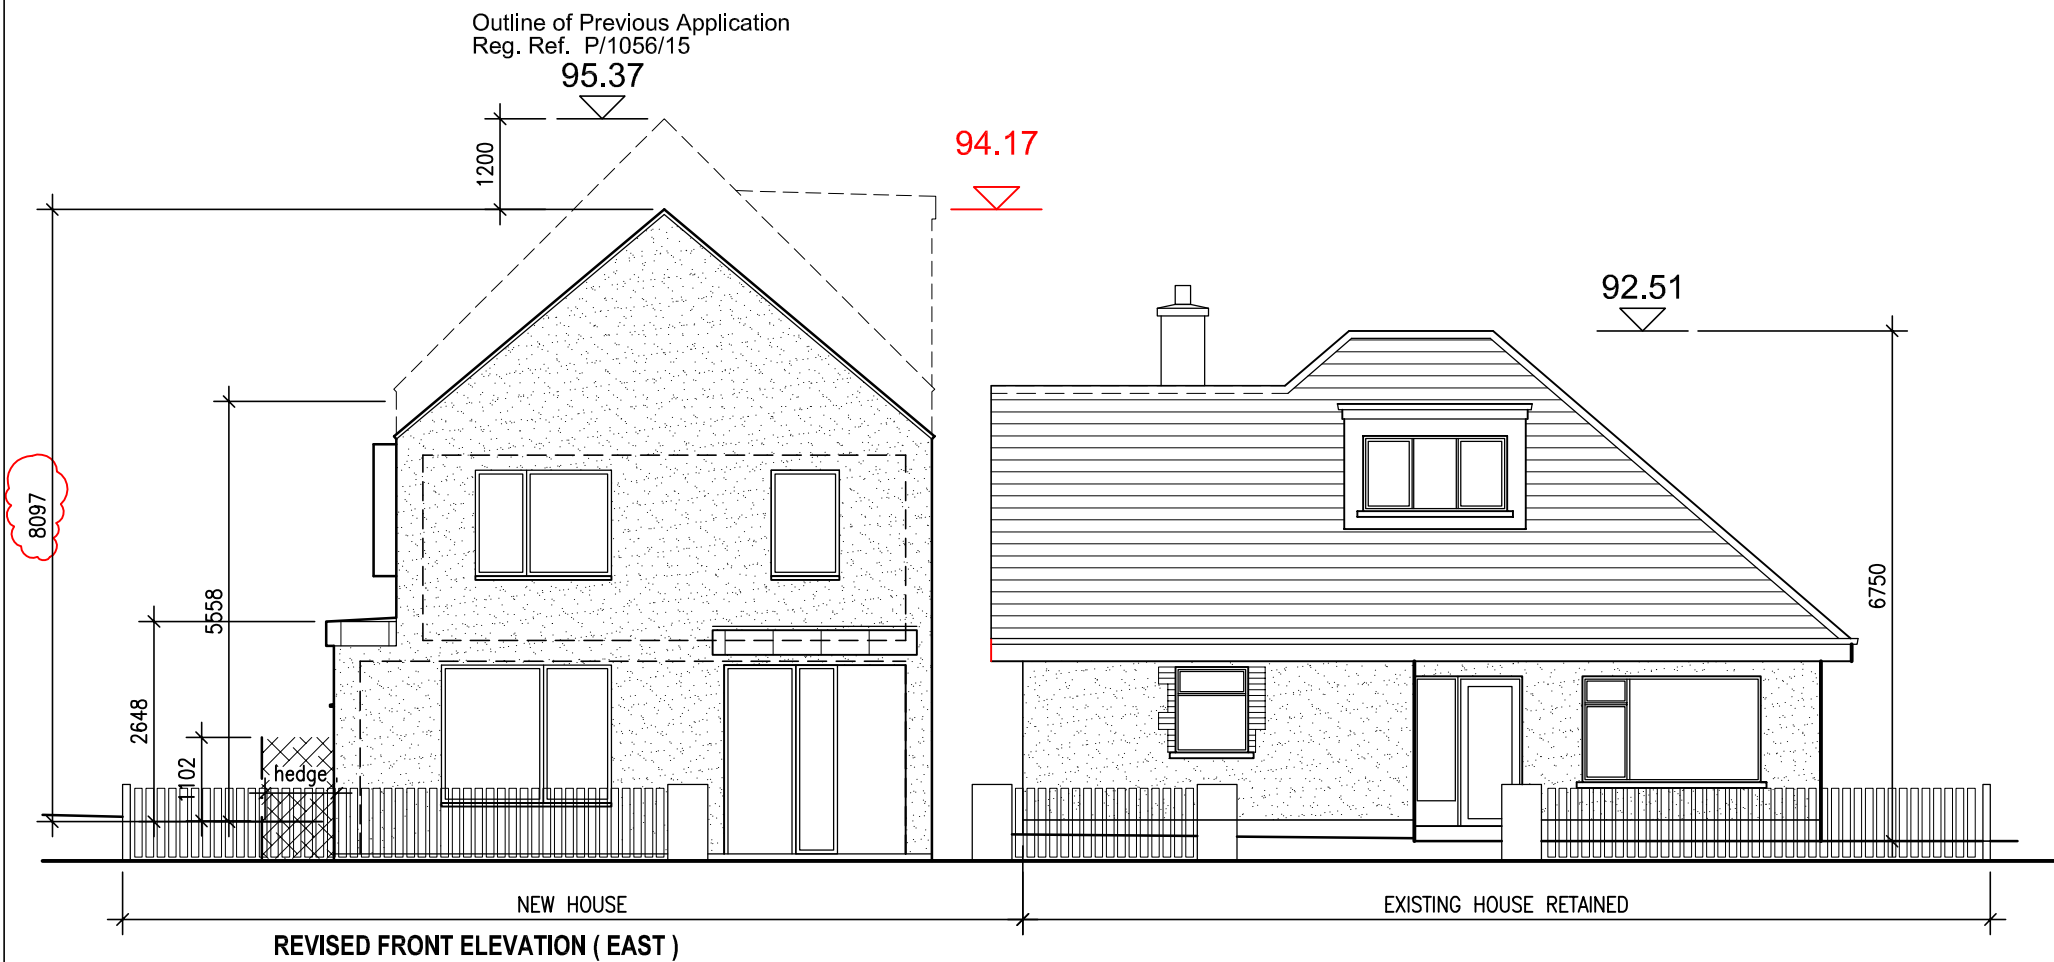 Outline of Previous Application
Reg. Ref. P/1056/15
95.37
1200
94.17
92.51
8097
5558
2648
1102
hedge
6750
NEW HOUSE
EXISTING HOUSE RETAINED
REVISED FRONT ELEVATION ( EAST )